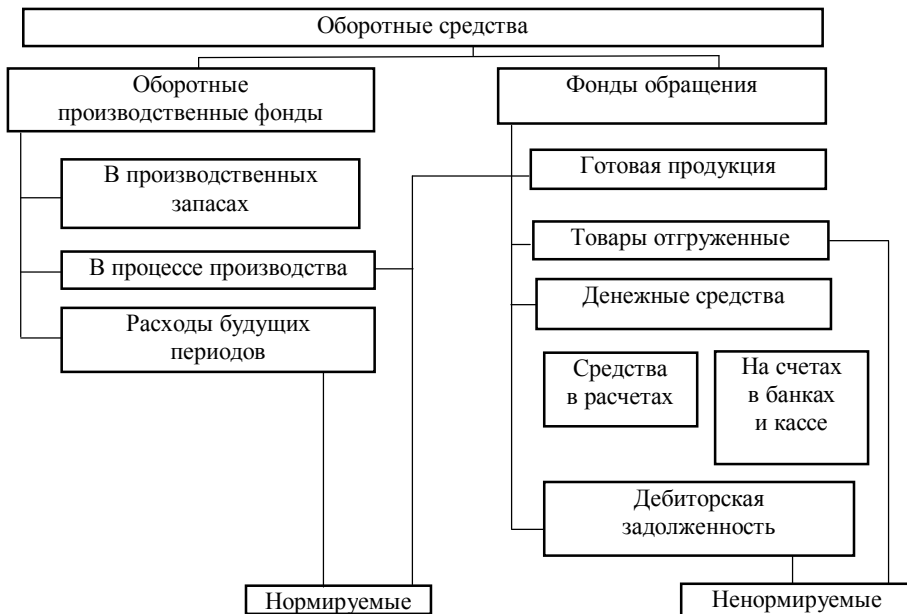 Оборотные средства
Оборотные
производственные фонды
Фонды обращения
В производственных
запасах
Готовая продукция
Товары отгруженные
В процессе производства
Денежные средства
Расходы будущих
периодов
Средства
в расчетах
На счетах
в банках
и кассе
Дебиторская
задолженность
Нормируемые
Ненормируемые